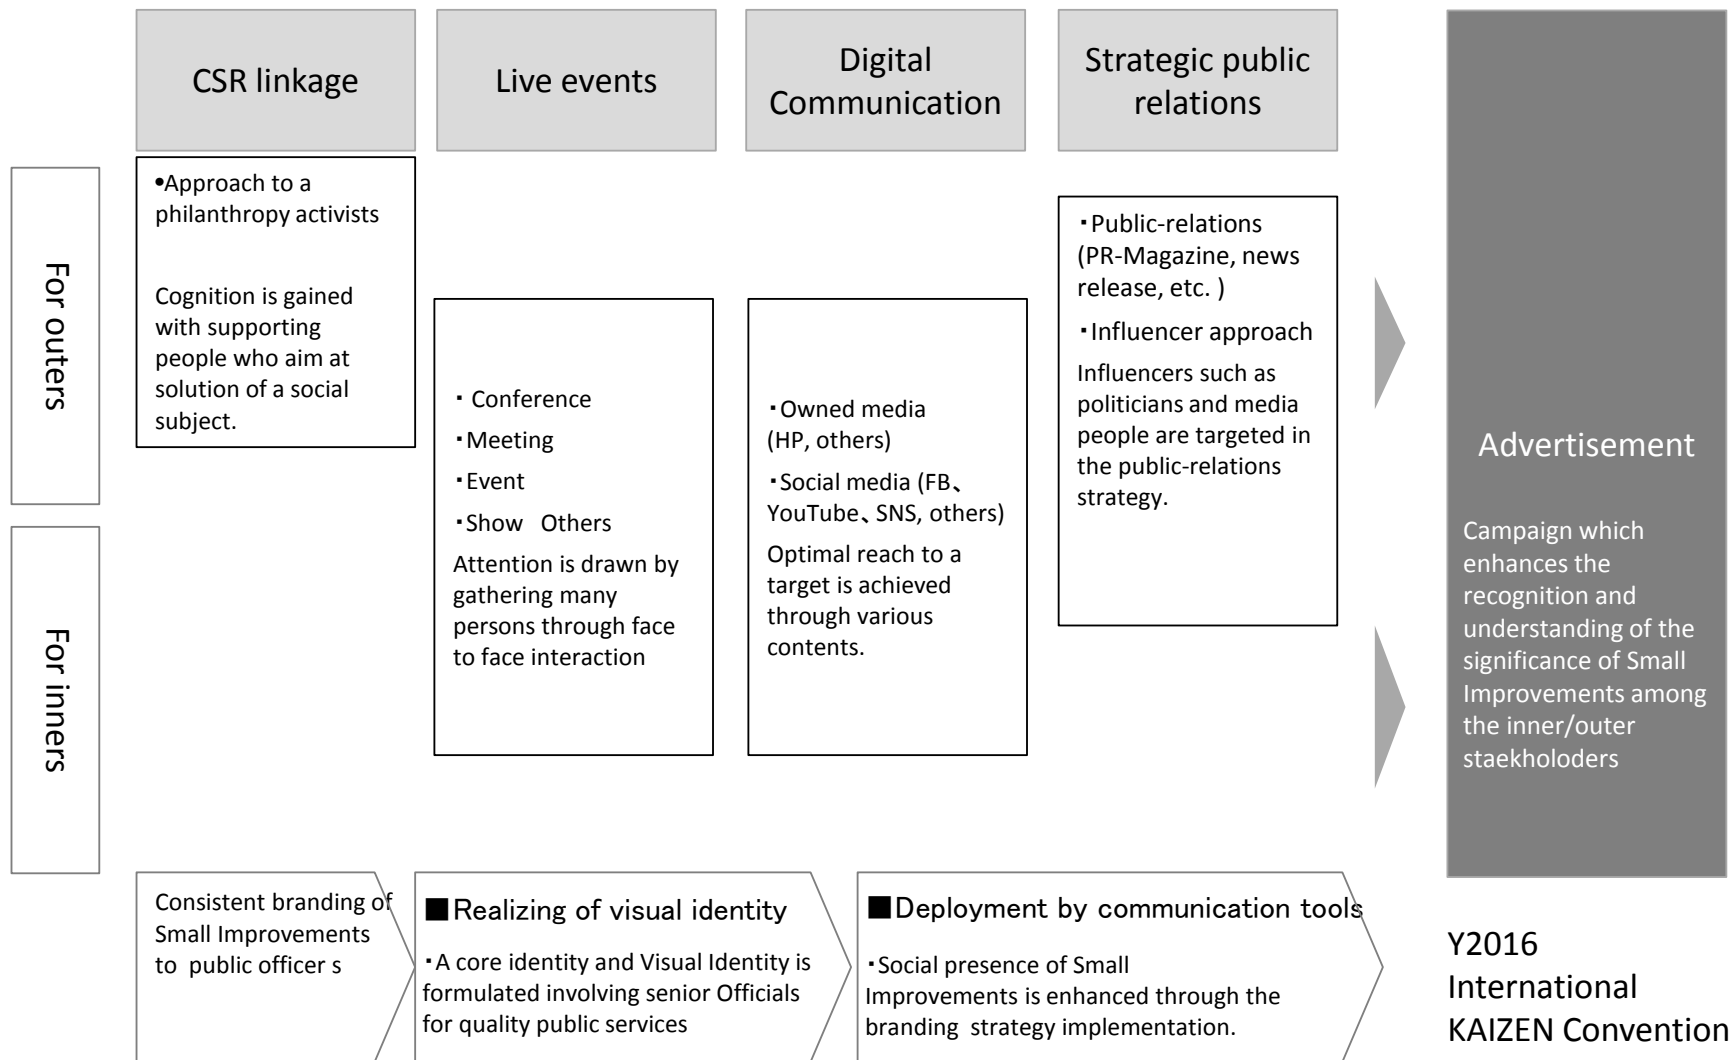 CSR linkage
Live events
Digital
Communication
Strategic public
relations
For outers
For inners
•Approach to a
philanthropy activists
Cognition is gained
with supporting
people who aim at
solution of a social
subject.
・ Conference
・Meeting
・Event
・Show Others
Attention is drawn by
gathering many
persons through face
to face interaction
・Owned media
(HP, others)
・Social media (FB、
YouTube、SNS, others)
Optimal reach to a
target is achieved
through various
contents.
・Public-relations
(PR-Magazine, news
release, etc. )
・Influencer approach
Influencers such as
politicians and media
people are targeted in
the public-relations
strategy.
Advertisement
Campaign which
enhances the
recognition and
understanding of the
significance of Small
Improvements among
the inner/outer
staekholoders
Consistent branding of
Small Improvements
to public officer s
■Realizing of visual identity
・A core identity and Visual Identity is
formulated involving senior Officials
for quality public services
■Deployment by communication tools
・Social presence of Small
Improvements is enhanced through the
branding strategy implementation.
Y2016
International
KAIZEN Convention